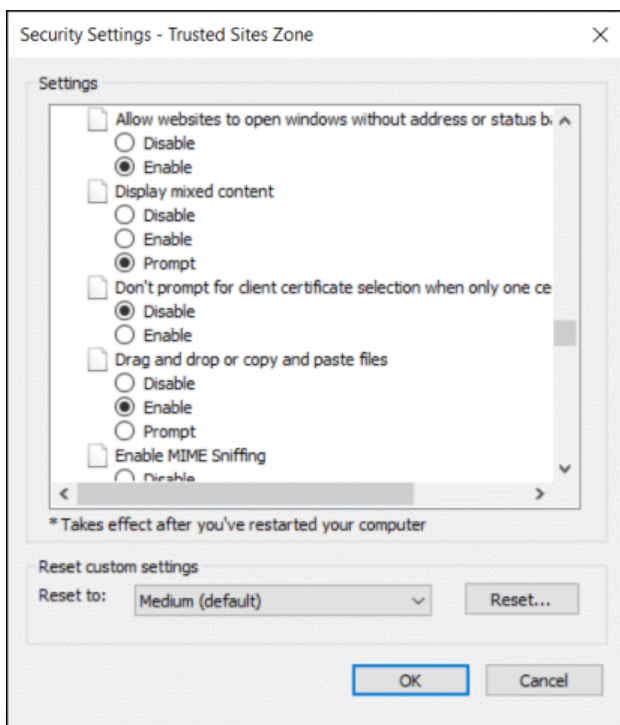 Security Settings - Trusted Sites Zone
Settings
Allow websites to open windows without address or status
Disable
Enable
Display mixed content
Disable
Enable
Prompt
Don't prompt for client certificate selection when only one
Disable
Enable
Drag and drop or copy and paste files
Disable
Enable
Prompt
Enable MIME Sniffing
Disable
*Takes effect after you've restarted your computer
Reset custom settings
Reset to:
Medium (default)
Reset...
OK
Cancel